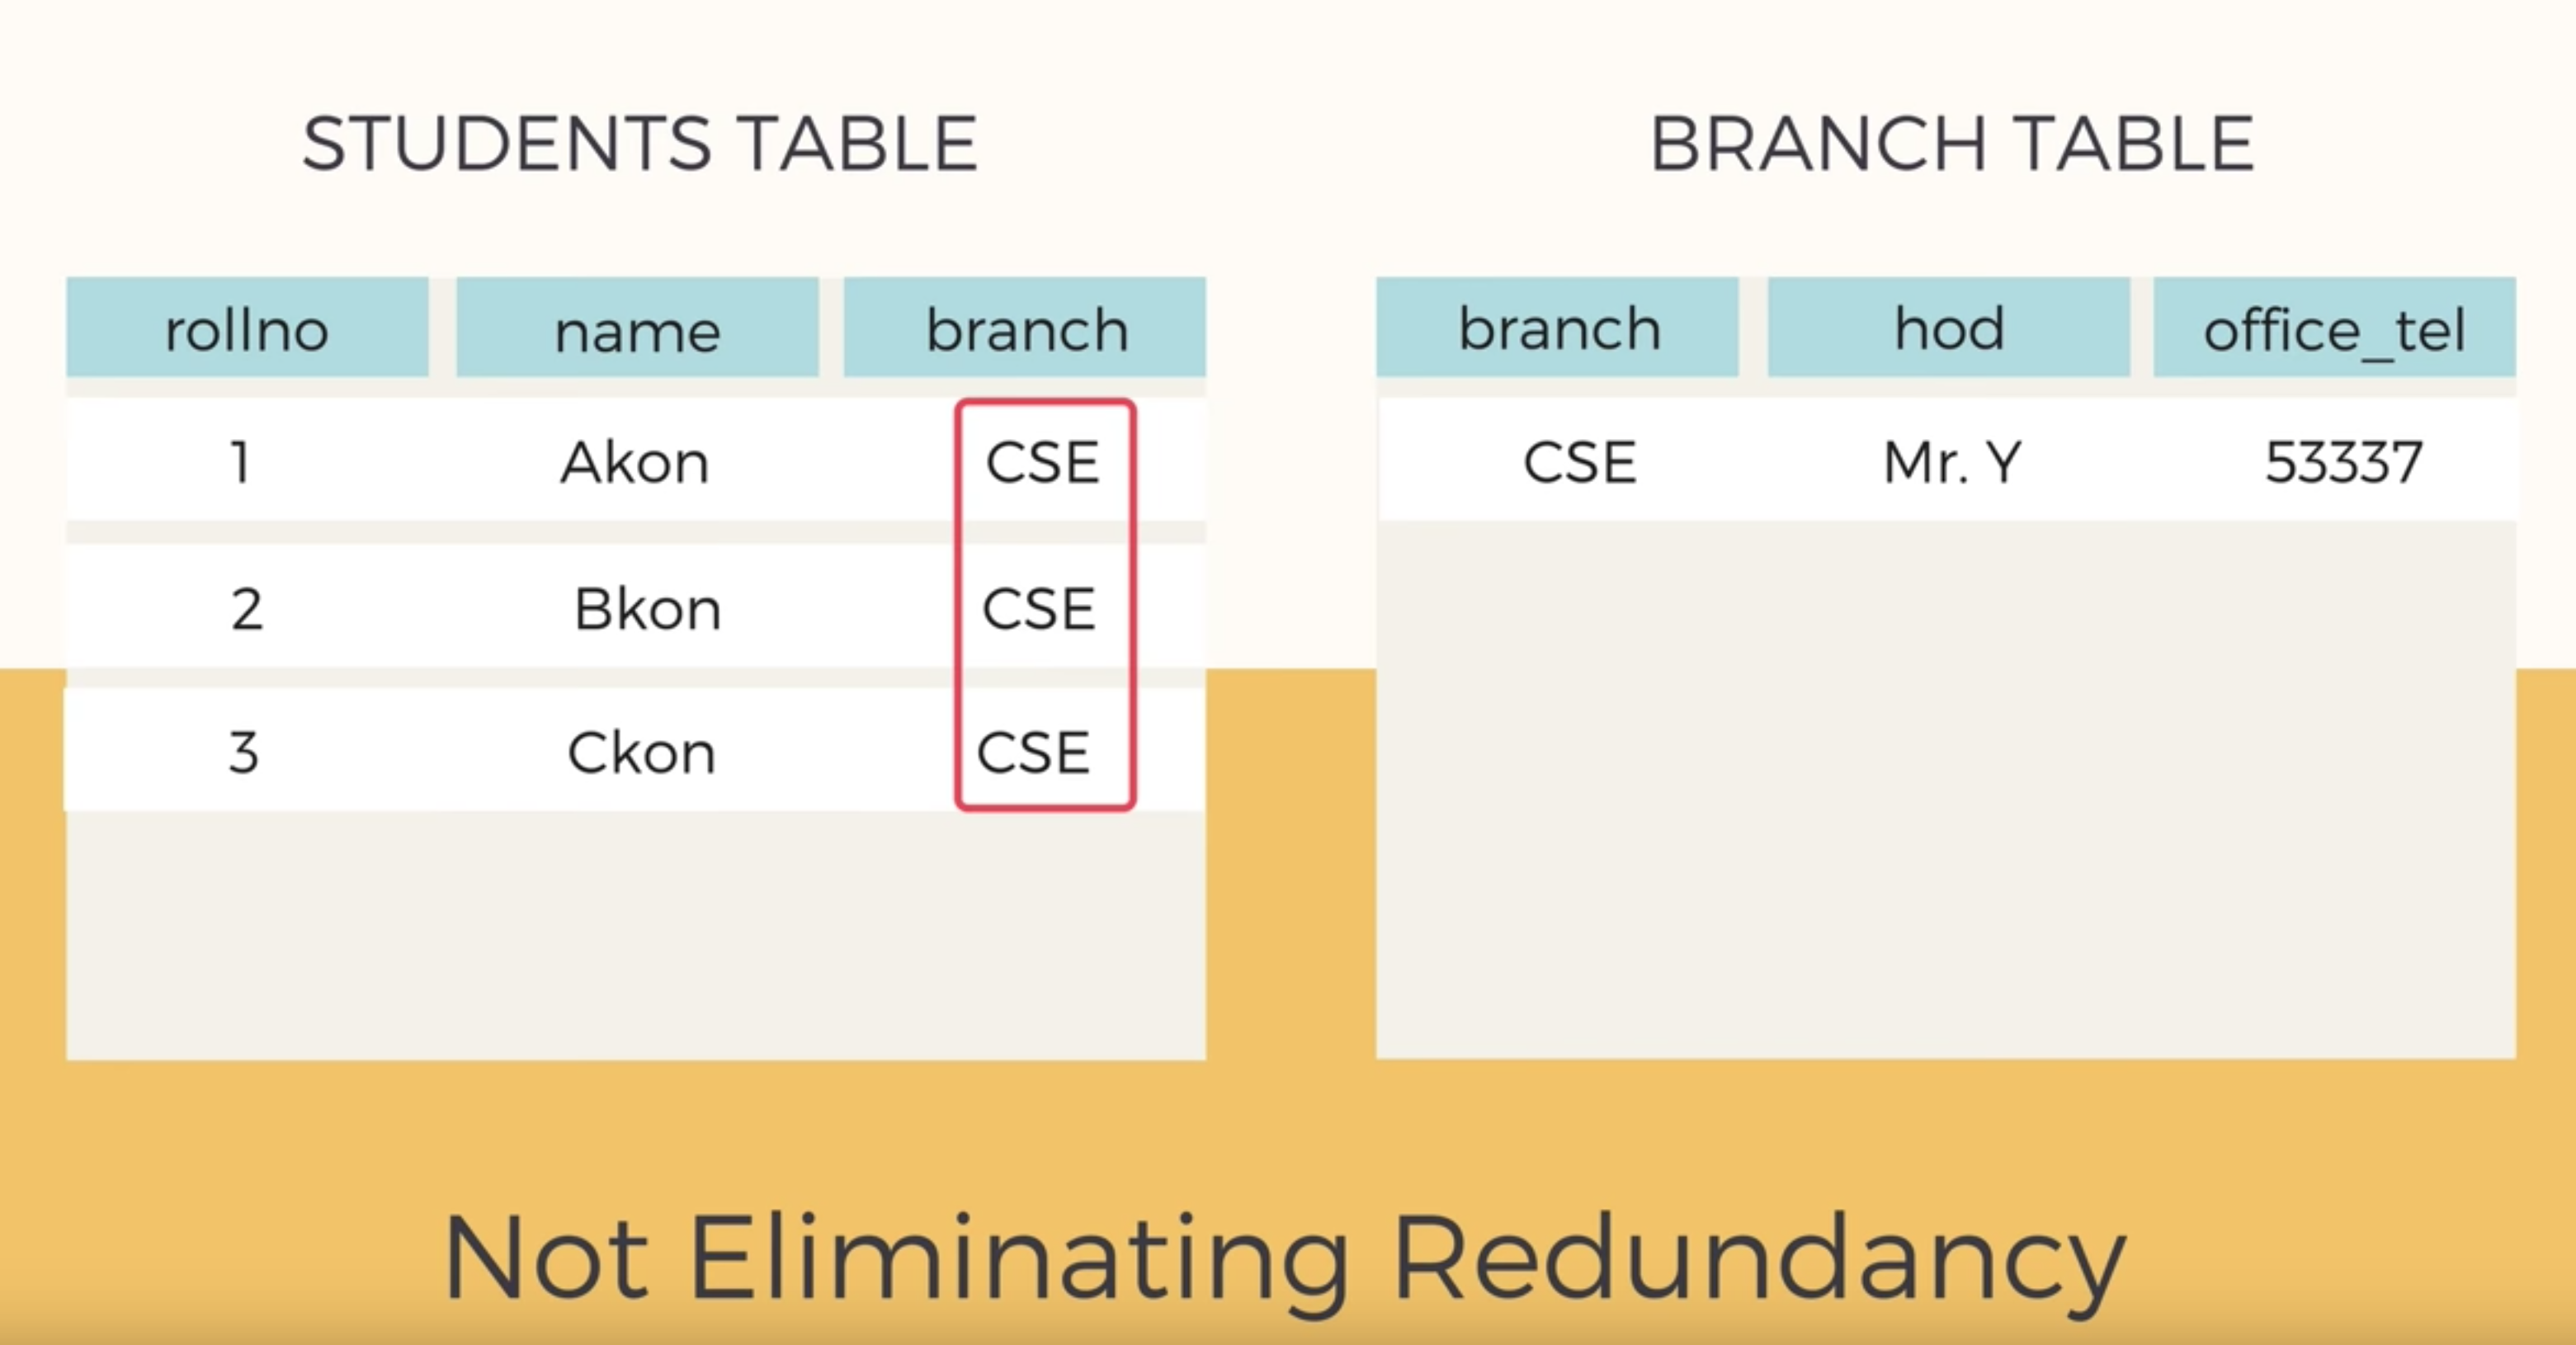 STUDENTS TABLE
rollno name branch
1 Akon CSE
2 Bkon CSE
3 Ckon CSE
BRANCH TABLE
branch hod office_tel
CSE Mr. Y 53337
Not Eliminating Redundancy